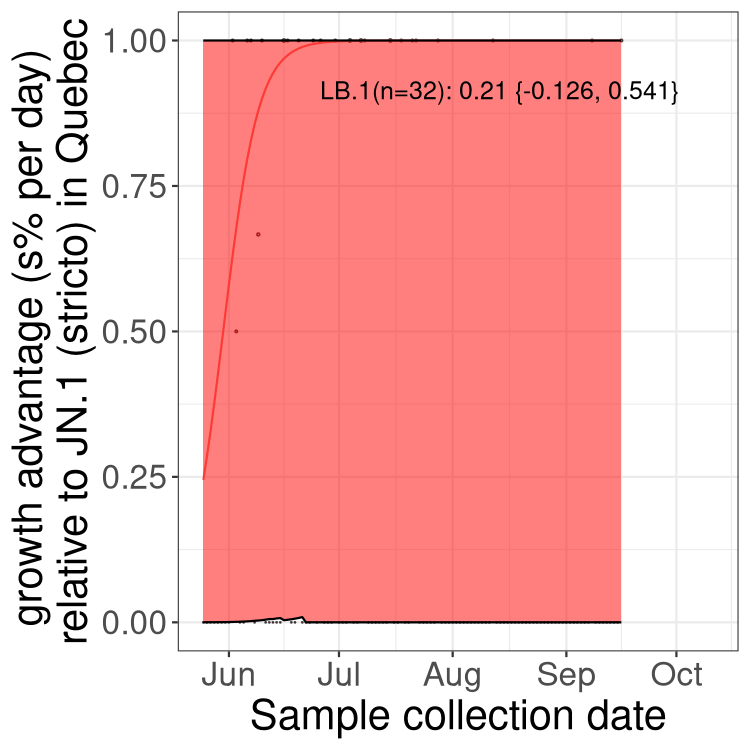 growth advantage (s% per day)
relative to JN.1 (stricto) in Quebec
1.00
0.75
0.50
0.25
0.00
LB.1(n=32): 0.21 {-0.126, 0.541}
Jun Jul Aug Sep Oct
Sample collection date